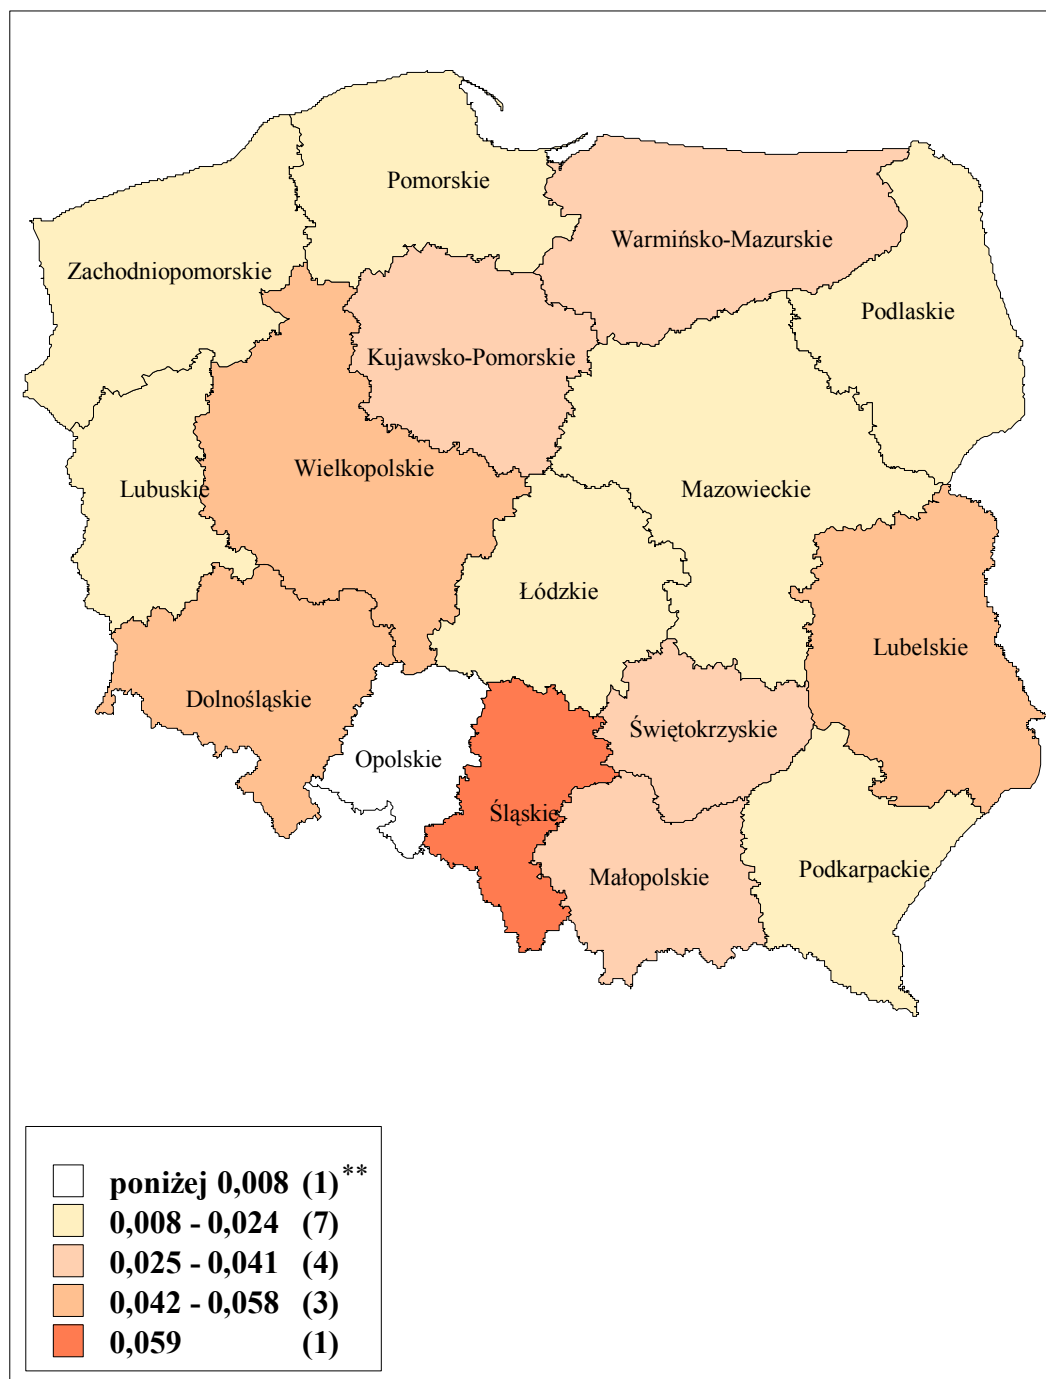 Pomorskie
Warmińsko-Mazurskie
Zachodniopomorskie
Podlaskie
Kujawsko-Pomorskie
Wielkopolskie
Lubuskie
Mazowieckie
Łódzkie
Lubelskie
Dolnośląskie
Świętokrzyskie
Opolskie
Śląskie
Podkarpackie
Małopolskie
poniżej 0,008 (1)**
0,008 - 0,024 (7)
0,025 - 0,041 (4)
0,042 - 0,058 (3)
0,059 (1)